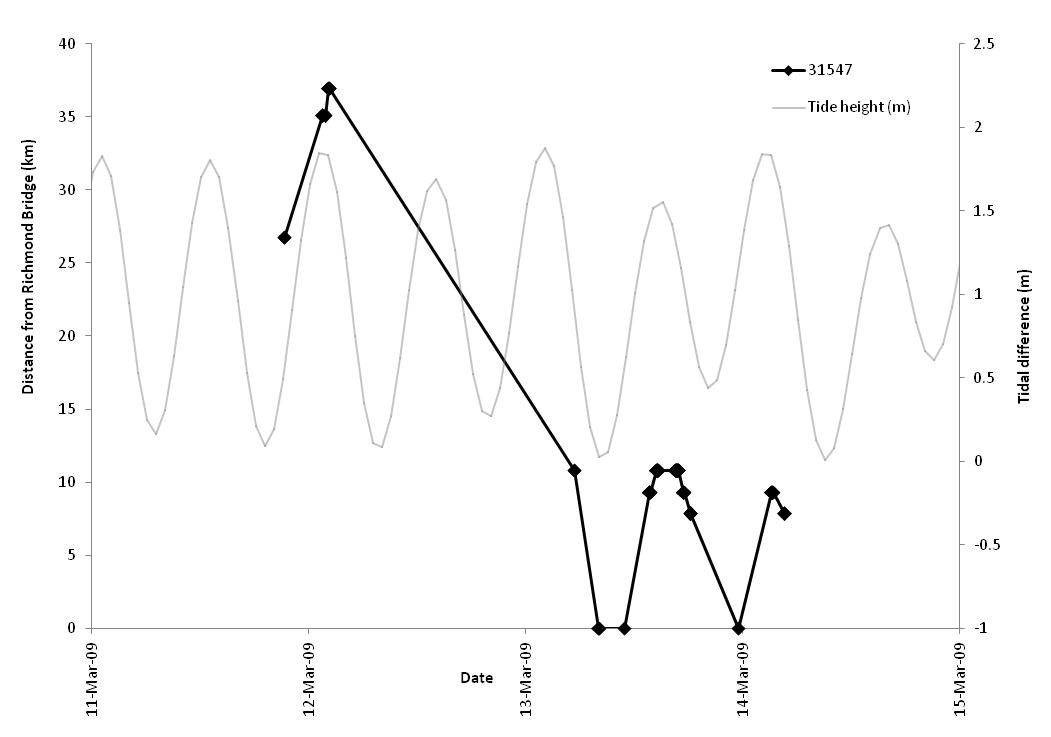 40
35
30
25
20
15
10
5
0
Distance from Richmond Bridge (km)
2.5
2
1.5
1
0.5
0
-0.5
-1
Tidal difference (m)
31547
Tide height (m)
11-Mar-09
12-Mar-09
13-Mar-09
14-Mar-09
15-Mar-09
Date